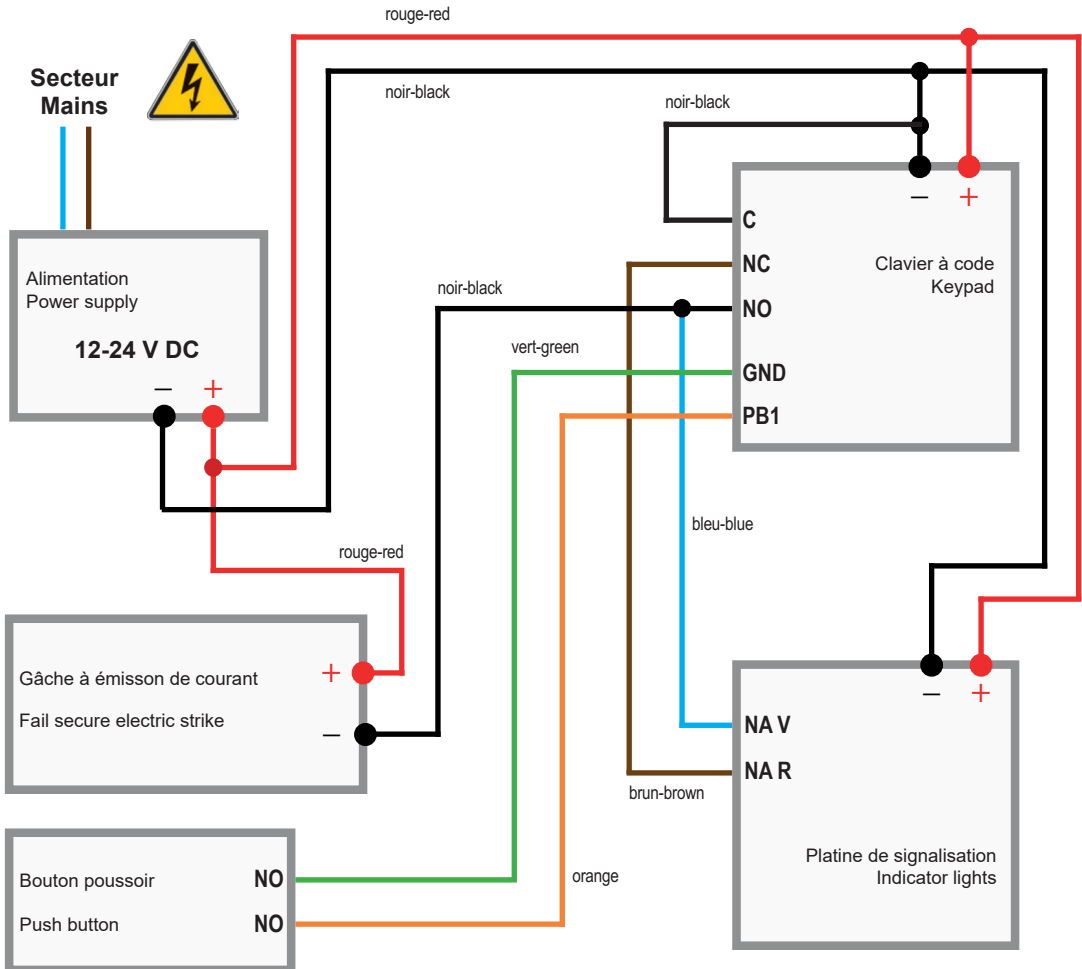 rouge-red
Secteur
Mains
noir-black
noir-black
Alimentation
Power supply
12-24 V DC
– +
– +
C
NC
NO
GND
PB1
Clavier à code
Keypad
noir-black
vert-green
bleu-blue
rouge-red
Gâche à émisson de courant
Fail secure electric strike
+
–
– +
NA V
NA R
brun-brown
Platine de signalisation
Indicator lights
Bouton poussoir NO
Push button NO
orange